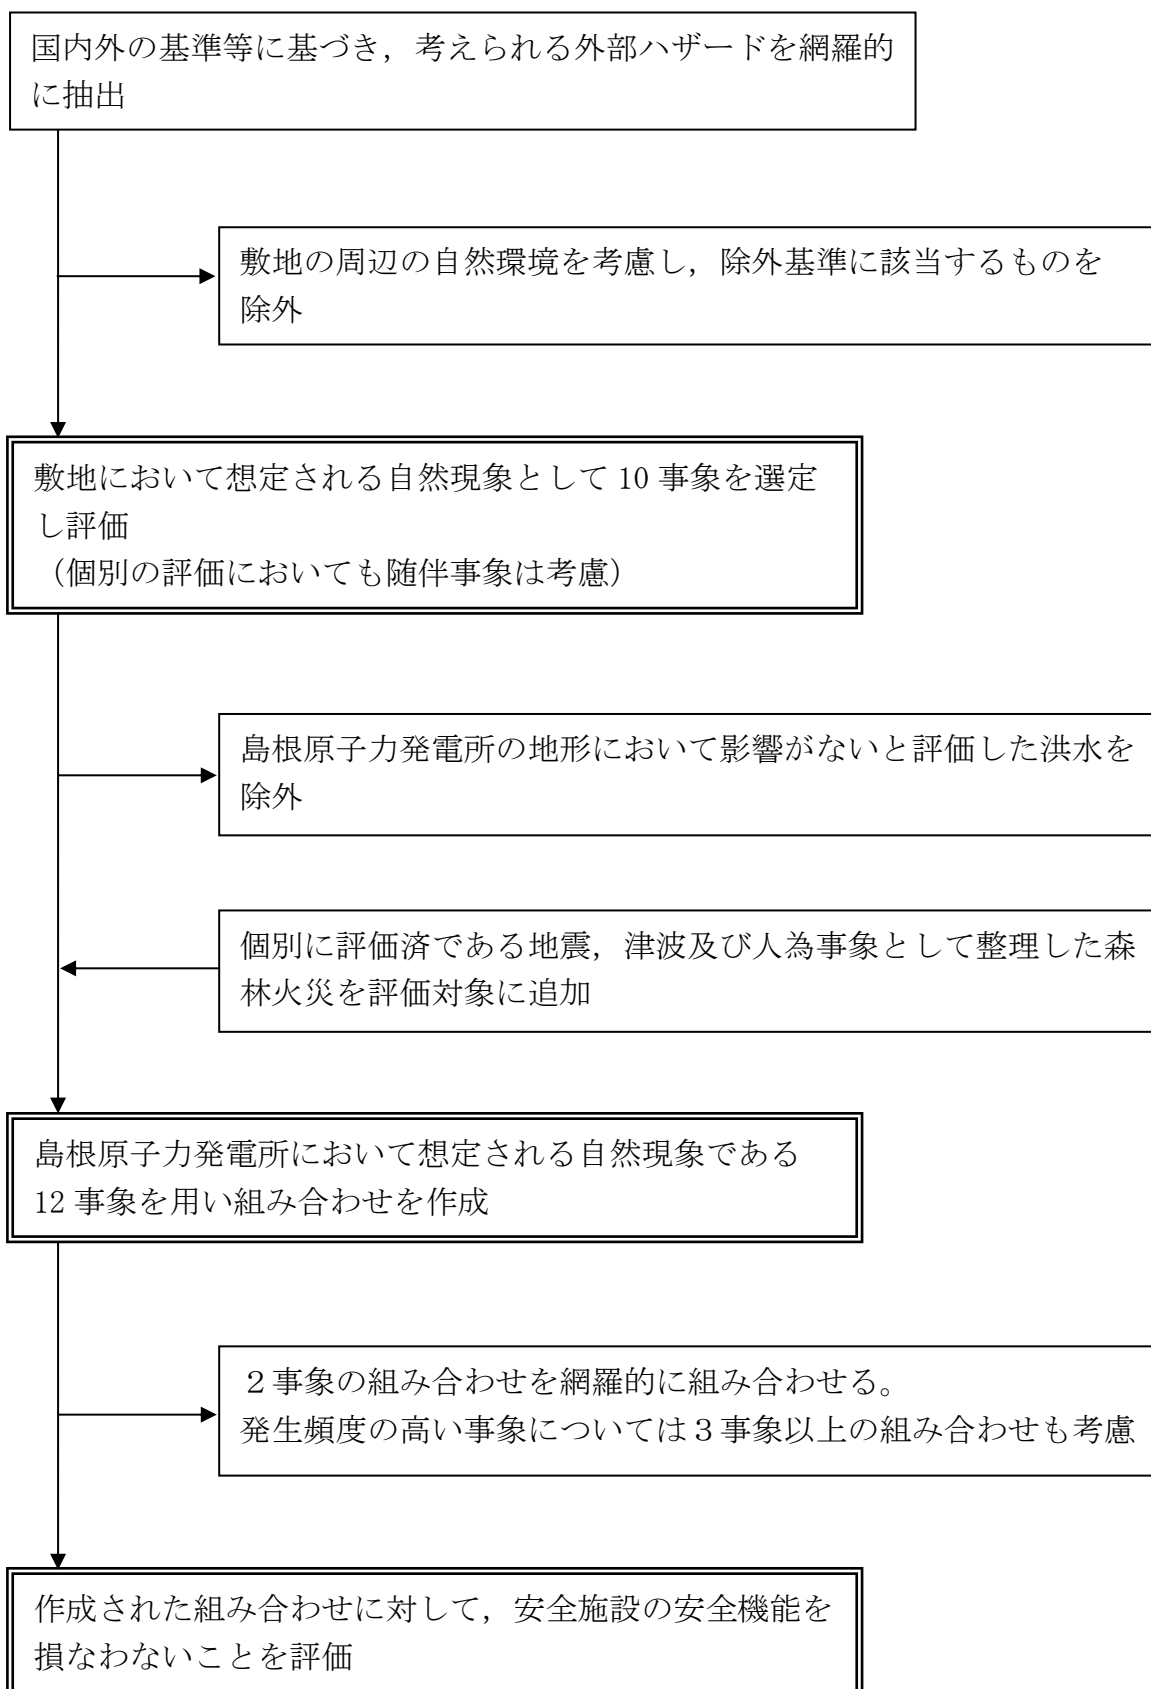 国内外の基準等に基づき，考えられる外部ハザードを網羅的
に抽出
敷地の周辺の自然環境を考慮し，除外基準に該当するものを
除外
敷地において想定される自然現象として 10 事象を選定
し評価
（個別の評価においても随伴事象は考慮）
島根原子力発電所の地形において影響がないと評価した洪水を
除外
個別に評価済である地震，津波及び人為事象として整理した森
林火災を評価対象に追加
島根原子力発電所において想定される自然現象である
12 事象を用い組み合わせを作成
２事象の組み合わせを網羅的に組み合わせる。
発生頻度の高い事象については３事象以上の組み合わせも考慮
作成された組み合わせに対して，安全施設の安全機能を
損なわないことを評価